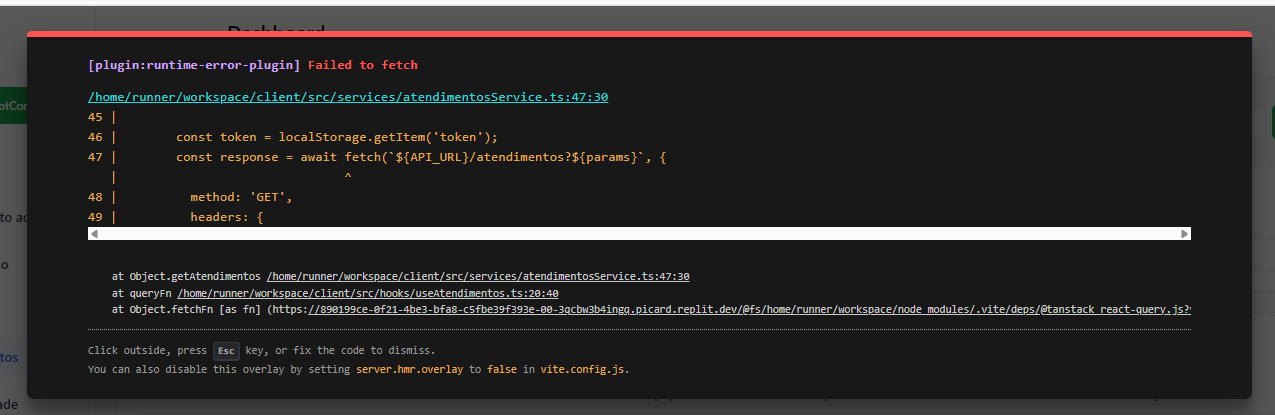 Dashboard
[plugin:runtime-error-plugin] Failed to fetch
/home/runner/workspace/client/src/services/atendimentosService.ts:47:30
45 |
46 |        const token = localStorage.getItem('token');
47 |        const response = await fetch(`${API_URL}/atendimentos?${params}`, {
   |                               ^
48 |          method: 'GET',
49 |          headers: {
at Object.getAtendimentos /home/runner/workspace/client/src/services/atendimentosService.ts:47:30
at queryFn /home/runner/workspace/client/src/hooks/useAtendimentos.ts:20:40
at Object.fetchFn [as fn] (https://890199ce-0f21-4be3-bfa8-c5fbe39f393e-00-3qcbw3b4ingq.picard.replit.dev/@fs/home/runner/workspace/node_modules/.vite/deps/@tanstack_react-query.js?v
Click outside, press Esc key, or fix the code to dismiss.
You can also disable this overlay by setting server.hmr.overlay to false in vite.config.js.